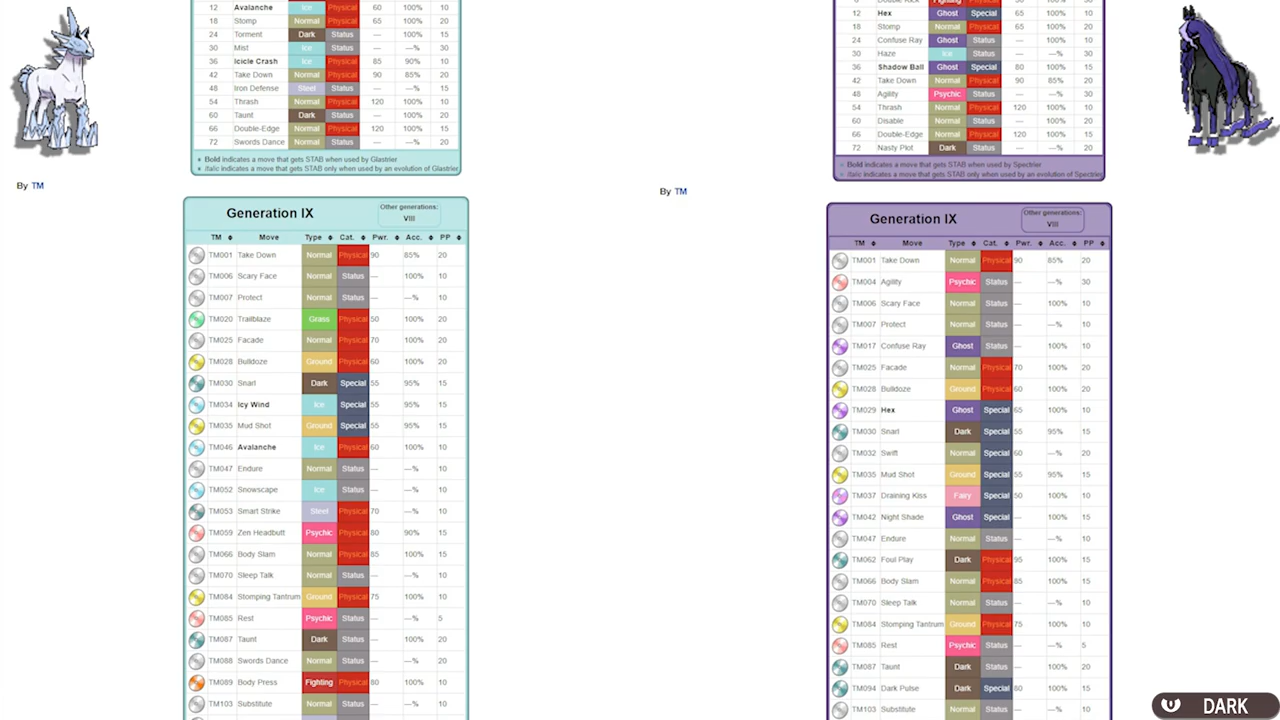 12 Avalanche Ice Physical 60 100% 10
18 Stomp Normal Physical 65 100% 20
24 Torment Dark Status — 100% 15
30 Mist Ice Status — —% 30
36 Icicle Crash Ice Physical 85 90% 10
42 Take Down Normal Physical 90 85% 20
48 Iron Defense Steel Status — —% 15
54 Thrash Normal Physical 120 100% 10
60 Taunt Dark Status — 100% 20
66 Double-Edge Normal Physical 120 100% 15
72 Swords Dance Normal Status — —% 20
Bold indicates a move that gets STAB when used by Glastrier
Italic indicates a move that gets STAB only when used by an evolution of Glastrier
By TM
Generation IX
Other generations:
VIII
TM Move Type Cat. Pwr. Acc. PP
TM001 Take Down Normal Physical 90 85% 20
TM006 Scary Face Normal Status — 100% 10
TM007 Protect Normal Status — —% 10
TM020 Trailblaze Grass Physical 50 100% 20
TM025 Facade Normal Physical 70 100% 20
TM028 Bulldoze Ground Physical 60 100% 20
TM030 Snarl Dark Special 55 95% 15
TM034 Icy Wind Ice Special 55 95% 15
TM035 Mud Shot Ground Special 55 95% 15
TM046 Avalanche Ice Physical 60 100% 10
TM047 Endure Normal Status — —% 10
TM052 Snowscape Ice Status — —% 10
TM053 Smart Strike Steel Physical 70 —% 10
TM059 Zen Headbutt Psychic Physical 80 90% 15
TM066 Body Slam Normal Physical 85 100% 15
TM070 Sleep Talk Normal Status — —% 10
TM084 Stomping Tantrum Ground Physical 75 100% 10
TM085 Rest Psychic Status — —% 5
TM087 Taunt Dark Status — 100% 20
TM088 Swords Dance Normal Status — —% 20
TM089 Body Press Fighting Physical 80 100% 10
TM103 Substitute Normal Status — —% 10
12 Hex Ghost Special 65 100% 10
18 Stomp Normal Physical 65 100% 20
24 Confuse Ray Ghost Status — 100% 10
30 Haze Ice Status — —% 30
36 Shadow Ball Ghost Special 80 100% 15
42 Take Down Normal Physical 90 85% 20
48 Agility Psychic Status — —% 30
54 Thrash Normal Physical 120 100% 10
60 Disable Normal Status — 100% 20
66 Double-Edge Normal Physical 120 100% 15
72 Nasty Plot Dark Status — —% 20
Bold indicates a move that gets STAB when used by Spectrier
Italic indicates a move that gets STAB only when used by an evolution of Spectrier
By TM
Generation IX
Other generations:
VIII
TM Move Type Cat. Pwr. Acc. PP
TM001 Take Down Normal Physical 90 85% 20
TM004 Agility Psychic Status — —% 30
TM006 Scary Face Normal Status — 100% 10
TM007 Protect Normal Status — —% 10
TM017 Confuse Ray Ghost Status — 100% 10
TM025 Facade Normal Physical 70 100% 20
TM028 Bulldoze Ground Physical 60 100% 20
TM029 Hex Ghost Special 65 100% 10
TM030 Snarl Dark Special 55 95% 15
TM032 Swift Normal Special 60 —% 20
TM035 Mud Shot Ground Special 55 95% 15
TM037 Draining Kiss Fairy Special 50 100% 10
TM042 Night Shade Ghost Special — 100% 15
TM047 Endure Normal Status — —% 10
TM062 Foul Play Dark Physical 95 100% 15
TM066 Body Slam Normal Physical 85 100% 15
TM070 Sleep Talk Normal Status — —% 10
TM084 Stomping Tantrum Ground Physical 75 100% 10
TM085 Rest Psychic Status — —% 5
TM087 Taunt Dark Status — 100% 20
TM094 Dark Pulse Dark Special 80 100% 15
TM103 Substitute Normal Status — —% 10
DARK